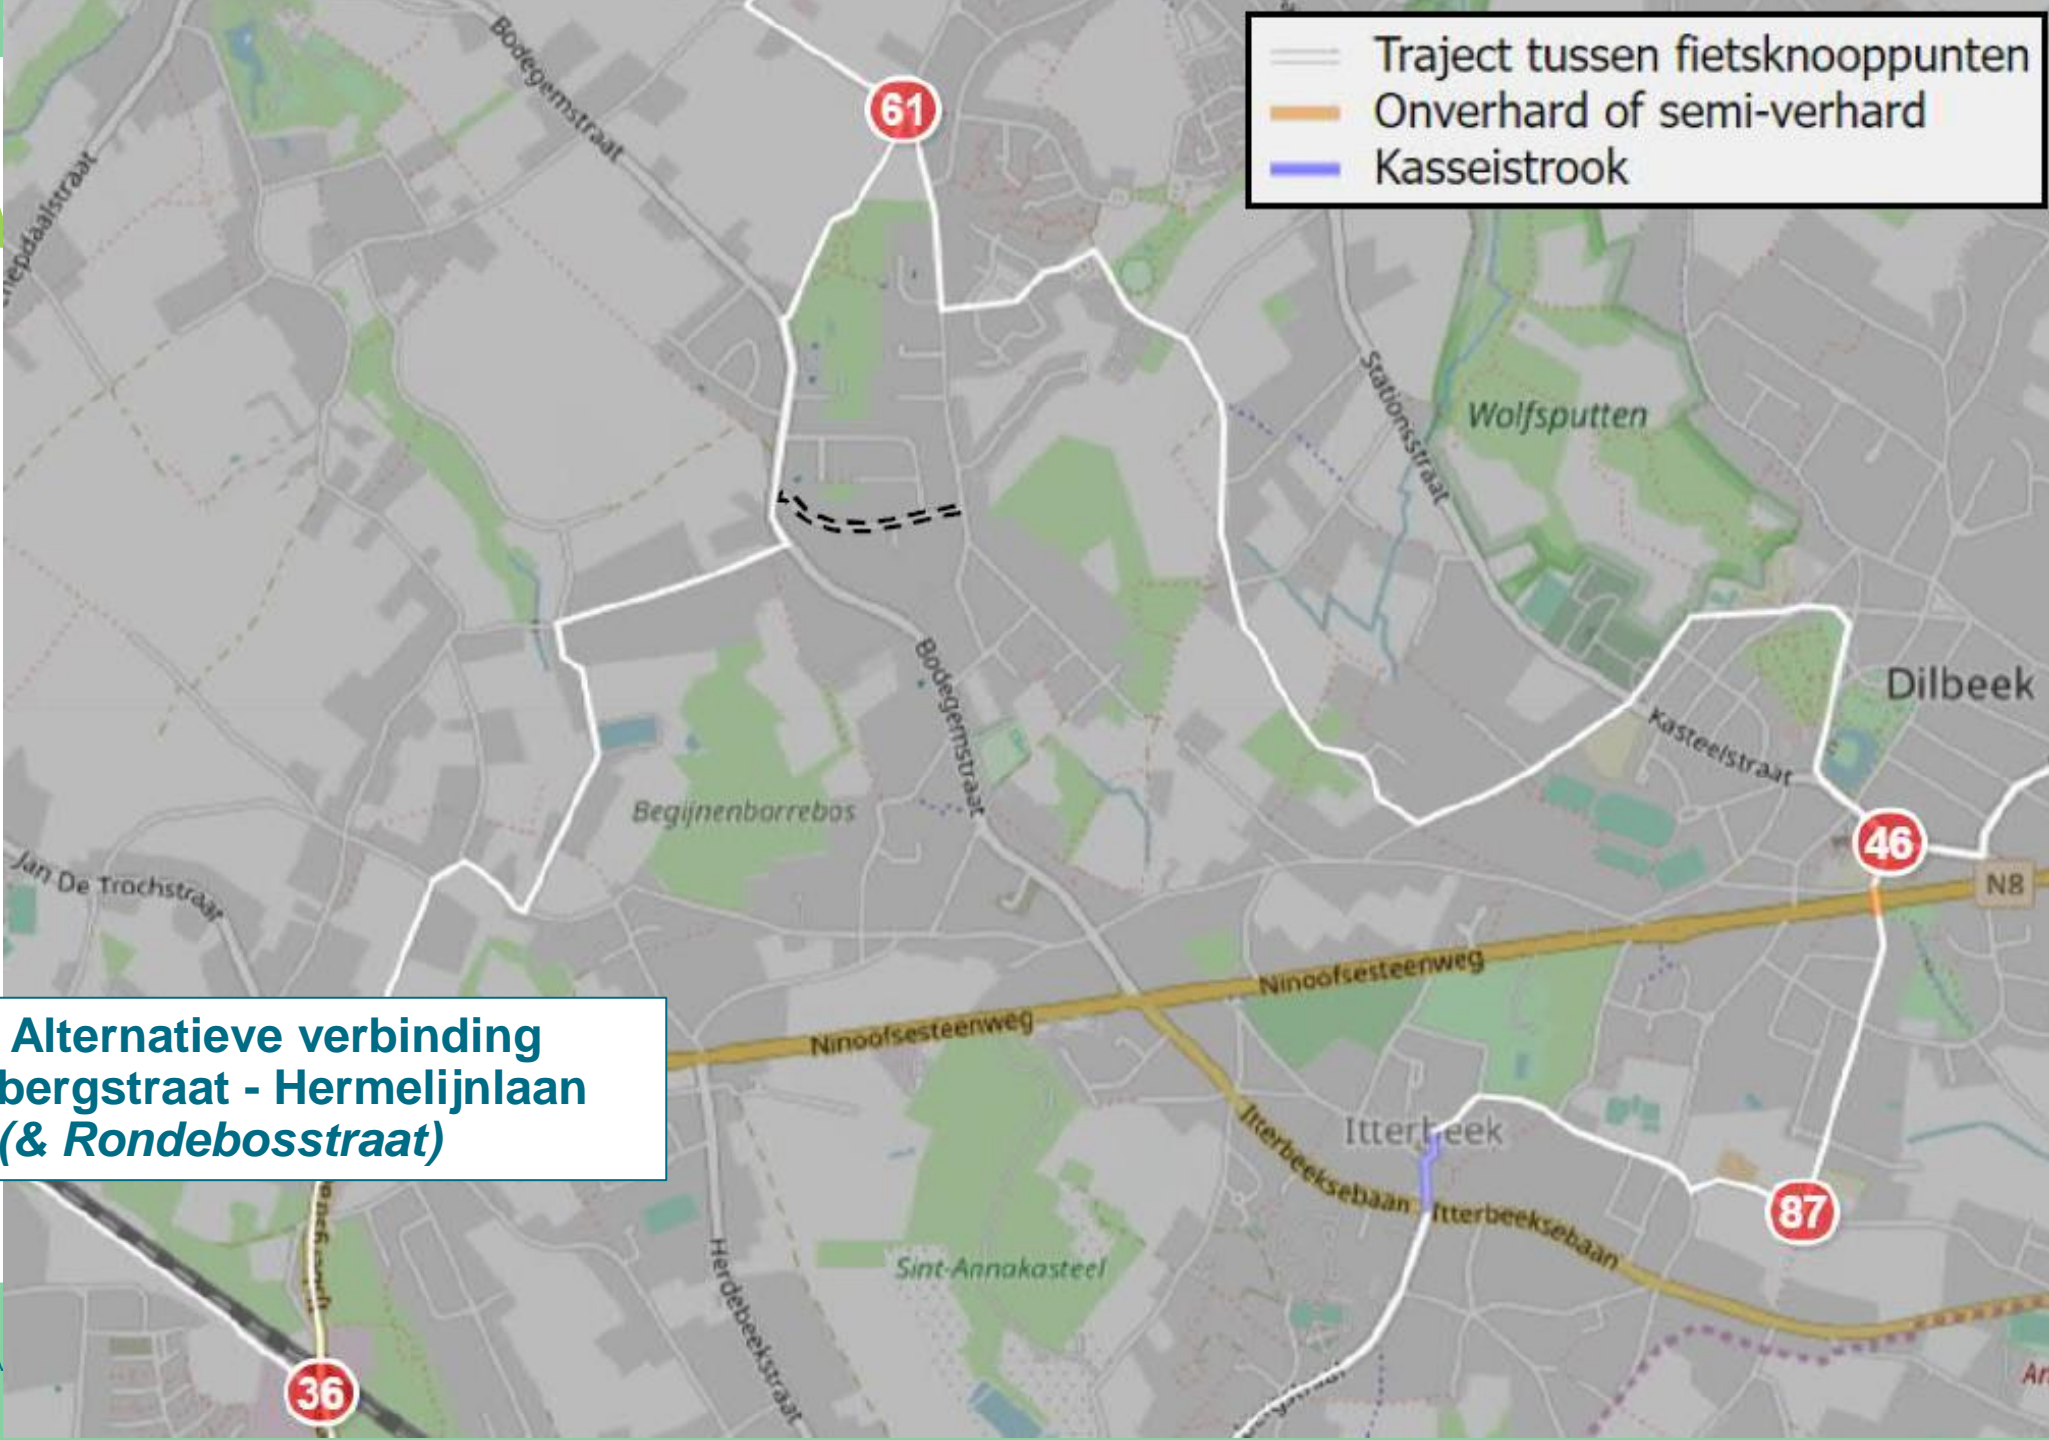 Traject tussen fietsknooppunten
Onverhard of semi-verhard
Kasseistrook
Bodegemstraat
61
Stationsstraat
Wolfsputten
Dilbeek
Bodegemstraat
Kasteelstraat
Begijnenborrebos
46
N8
Jan De Trochstraat
Ninoofsesteenweg
Ninoofsesteenweg
Alternatieve verbinding
bergstraat - Hermelijnlaan
(& Rondebosstraat)
Itterbeek
Itterbeeksebaan
Itterbeeksebaan
87
Herdebeekstraat
Sint-Annakasteel
36